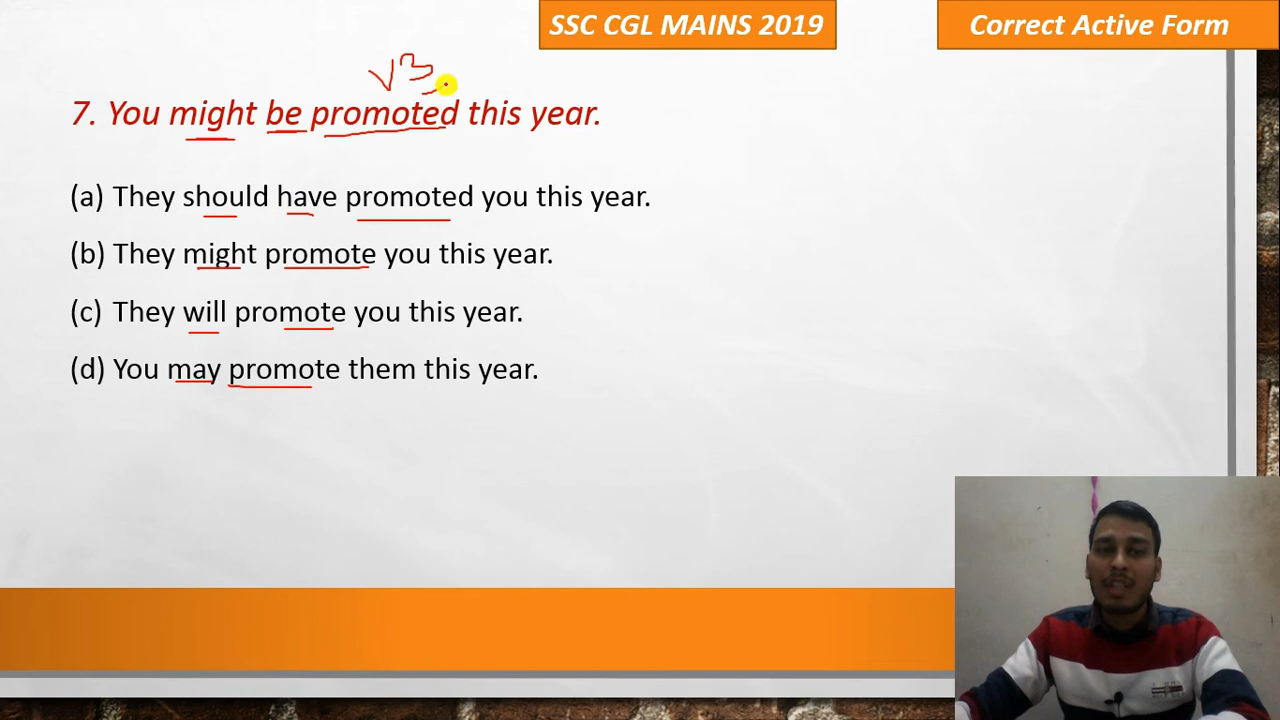 SSC CGL MAINS 2019
Correct Active Form
V3
7. You might be promoted this year.
(a) They should have promoted you this year.
(b) They might promote you this year.
(c) They will promote you this year.
(d) You may promote them this year.